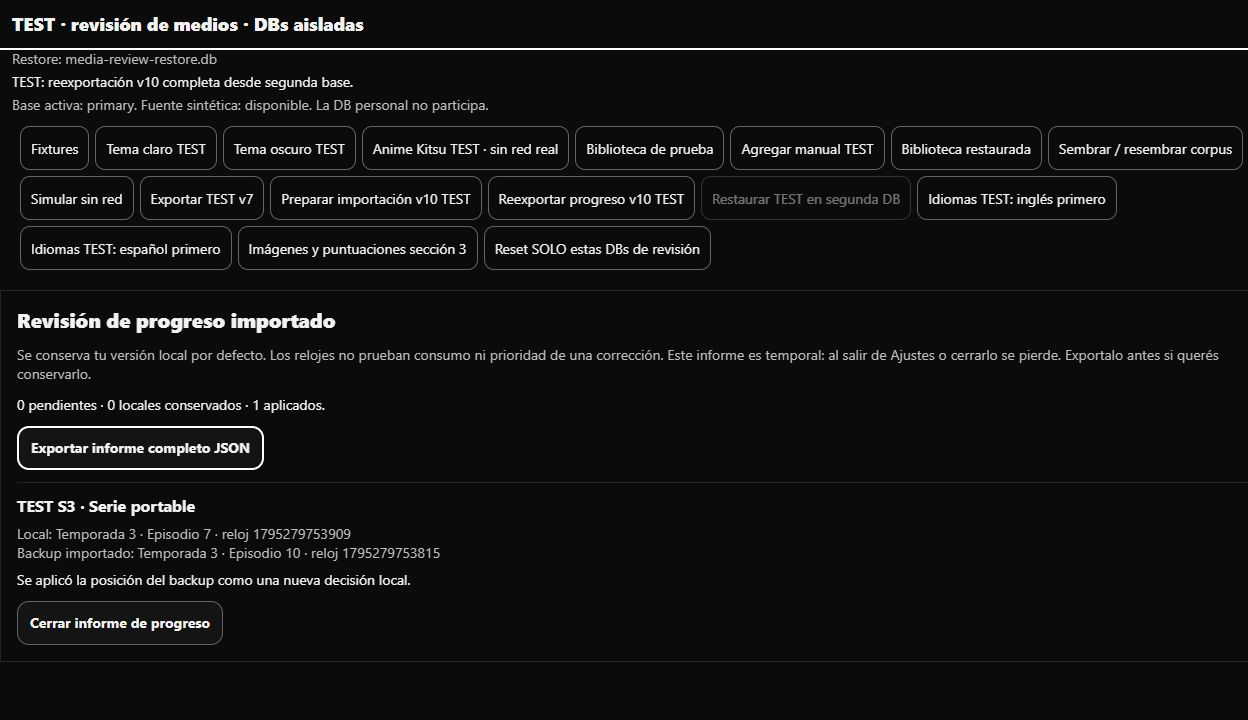 TEST · revisión de medios · DBs aisladas
Restore: media-review-restore.db
TEST: reexportación v10 completa desde segunda base.
Base activa: primary. Fuente sintética: disponible. La DB personal no participa.
Fixtures
Tema claro TEST
Tema oscuro TEST
Anime Kitsu TEST · sin red real
Biblioteca de prueba
Agregar manual TEST
Biblioteca restaurada
Sembrar / resembrar corpus
Simular sin red
Exportar TEST v7
Preparar importación v10 TEST
Reexportar progreso v10 TEST
Restaurar TEST en segunda DB
Idiomas TEST: inglés primero
Idiomas TEST: español primero
Imágenes y puntuaciones sección 3
Reset SOLO estas DBs de revisión
Revisión de progreso importado
Se conserva tu versión local por defecto. Los relojes no prueban consumo ni prioridad de una corrección. Este informe es temporal: al salir de Ajustes o cerrarlo se pierde. Exportalo antes si querés
conservarlo.
0 pendientes · 0 locales conservados · 1 aplicados.
Exportar informe completo JSON
TEST S3 · Serie portable
Local: Temporada 3 · Episodio 7 · reloj 1795279753909
Backup importado: Temporada 3 · Episodio 10 · reloj 1795279753815
Se aplicó la posición del backup como una nueva decisión local.
Cerrar informe de progreso